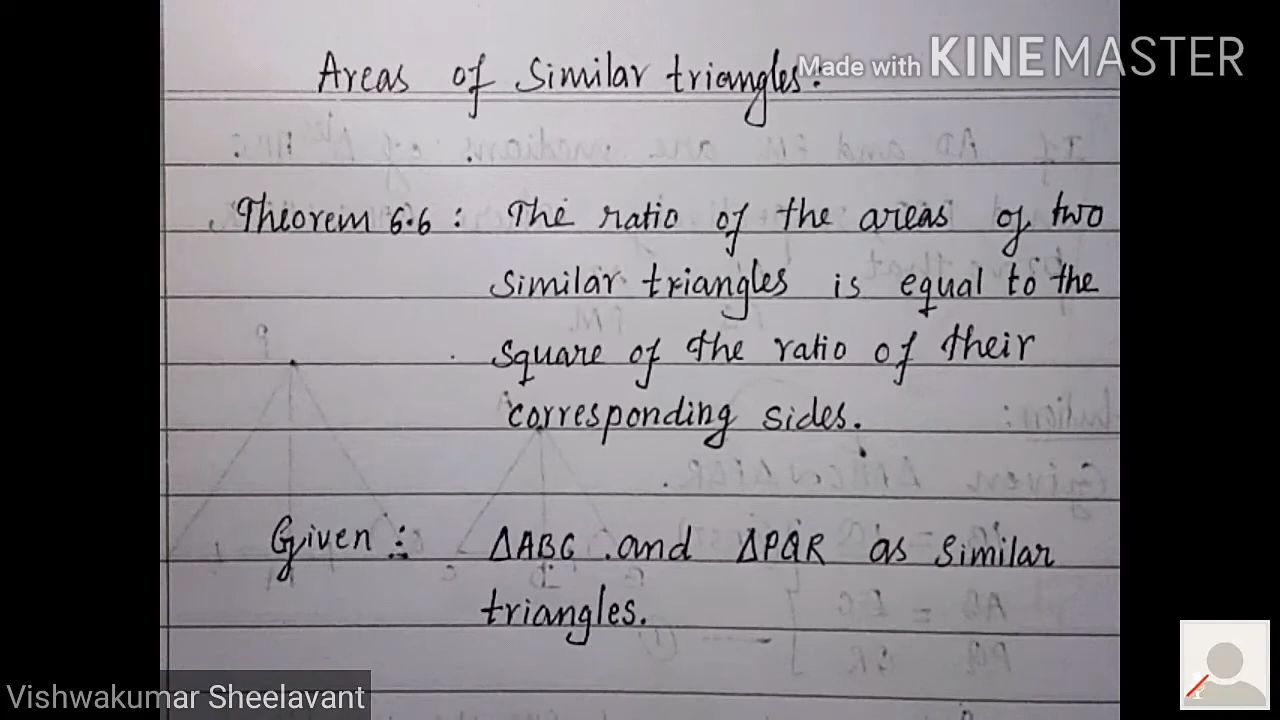 Areas of Similar triangles:
Made with KINEMASTER
Theorem 6.6 : The ratio of the areas of two
similar triangles is equal to the
square of the ratio of their
corresponding sides.
Given : ΔABC and ΔPQR as similar
triangles.
Vishwakumar Sheelavant